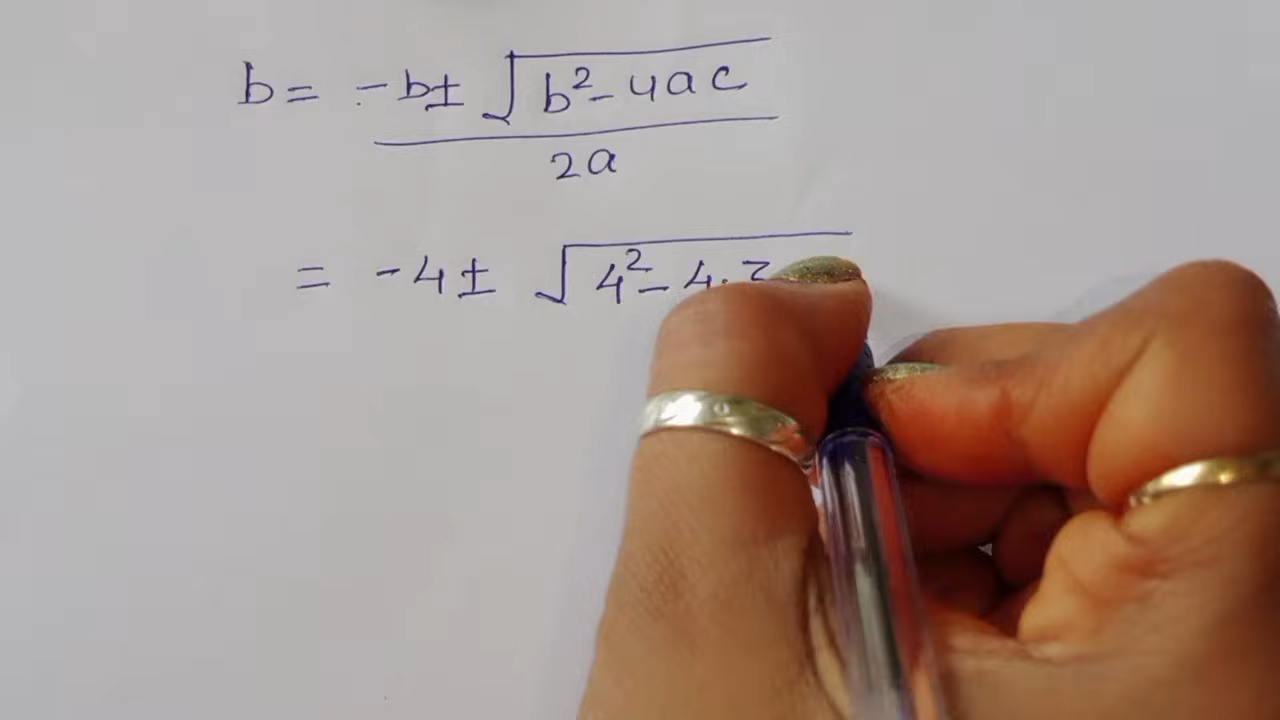 b = -b ± √b² - 4ac
2a
= -4 ± √4² - 4.